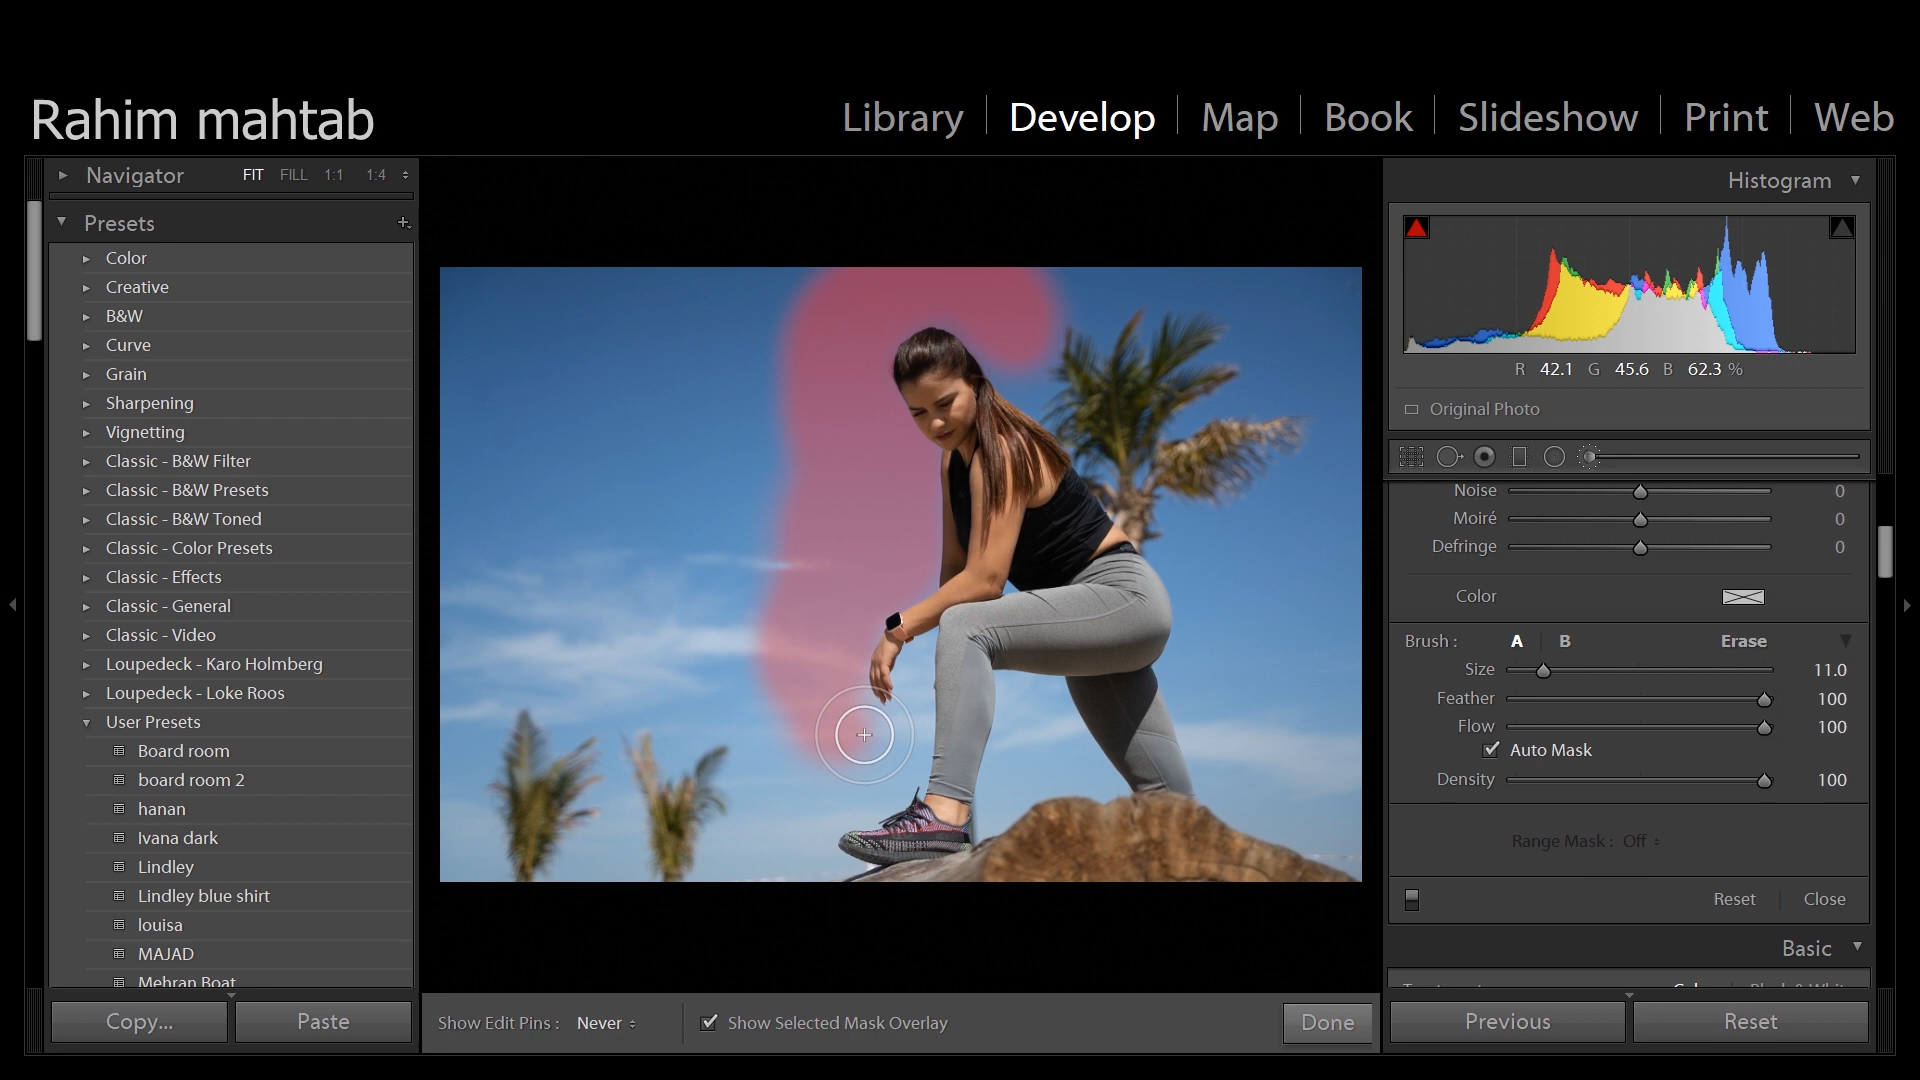 Rahim mahtab
Library Develop Map Book Slideshow Print Web
Navigator FIT FILL 1:1 1:4
Presets
Color
Creative
B&W
Curve
Grain
Sharpening
Vignetting
Classic - B&W Filter
Classic - B&W Presets
Classic - B&W Toned
Classic - Color Presets
Classic - Effects
Classic - General
Classic - Video
Loupedeck - Karo Holmberg
Loupedeck - Loke Roos
User Presets
Board room
board room 2
hanan
Ivana dark
Lindley
Lindley blue shirt
louisa
MAJAD
Mehran Boat
Copy... Paste
Show Edit Pins : Never Show Selected Mask Overlay Done
Histogram
R 42.1 G 45.6 B 62.3 %
Original Photo
Noise 0
Moiré 0
Defringe 0
Color
Brush : A B Erase
Size 11.0
Feather 100
Flow 100
Auto Mask
Density 100
Range Mask : Off
Reset Close
Basic
Previous Reset